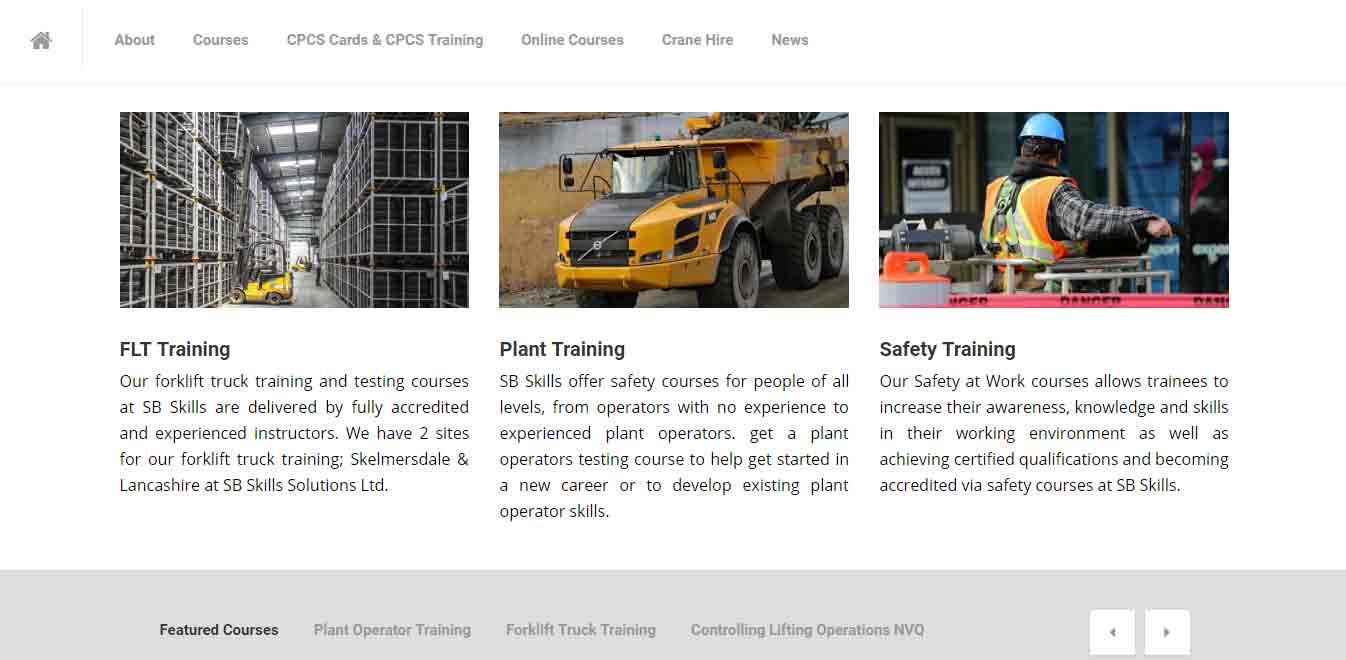 About Courses CPCS Cards & CPCS Training Online Courses Crane Hire News
DANGER
DANGER
FLT Training
Our forklift truck training and testing courses
at SB Skills are delivered by fully accredited
and experienced instructors. We have 2 sites
for our forklift truck training; Skelmersdale &
Lancashire at SB Skills Solutions Ltd.
Plant Training
SB Skills offer safety courses for people of all
levels, from operators with no experience to
experienced plant operators. get a plant
operators testing course to help get started in
a new career or to develop existing plant
operator skills.
Safety Training
Our Safety at Work courses allows trainees to
increase their awareness, knowledge and skills
in their working environment as well as
achieving certified qualifications and becoming
accredited via safety courses at SB Skills.
Featured Courses Plant Operator Training Forklift Truck Training Controlling Lifting Operations NVQ